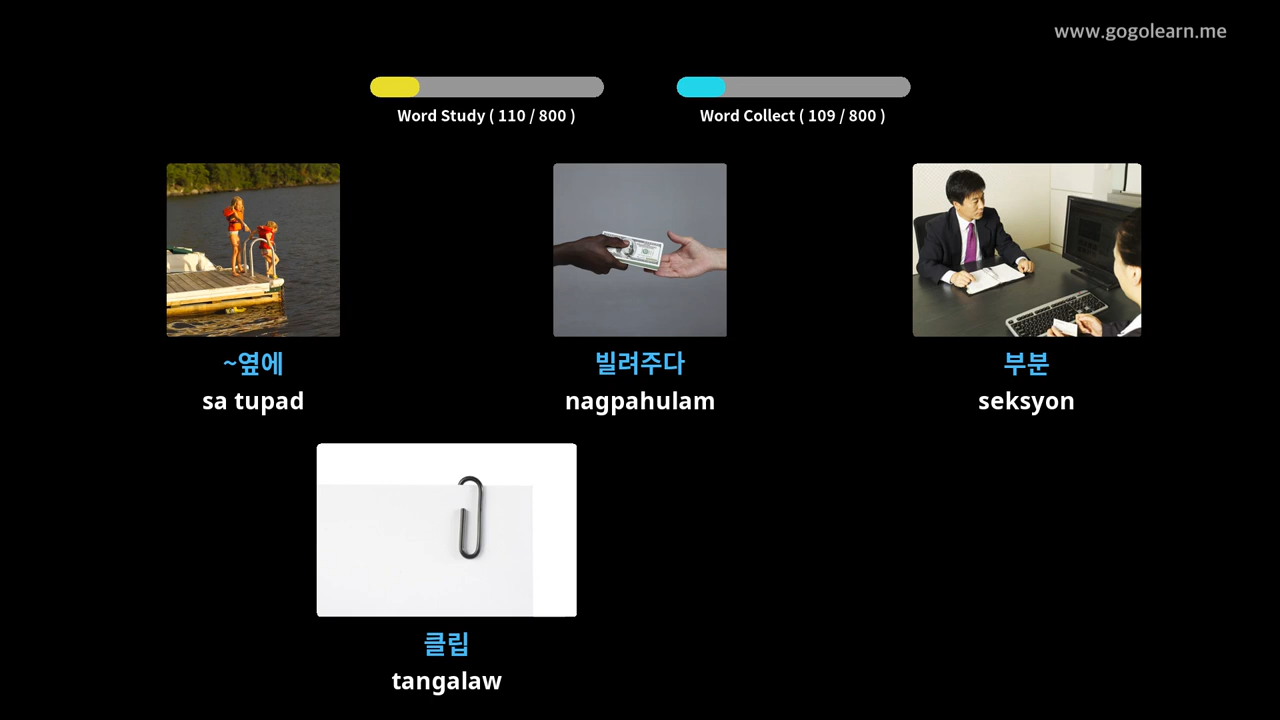 www.gogolearn.me
Word Study ( 110 / 800 )
Word Collect ( 109 / 800 )
~옆에
sa tupad
빌려주다
nagpahulam
부분
seksyon
클립
tangalaw